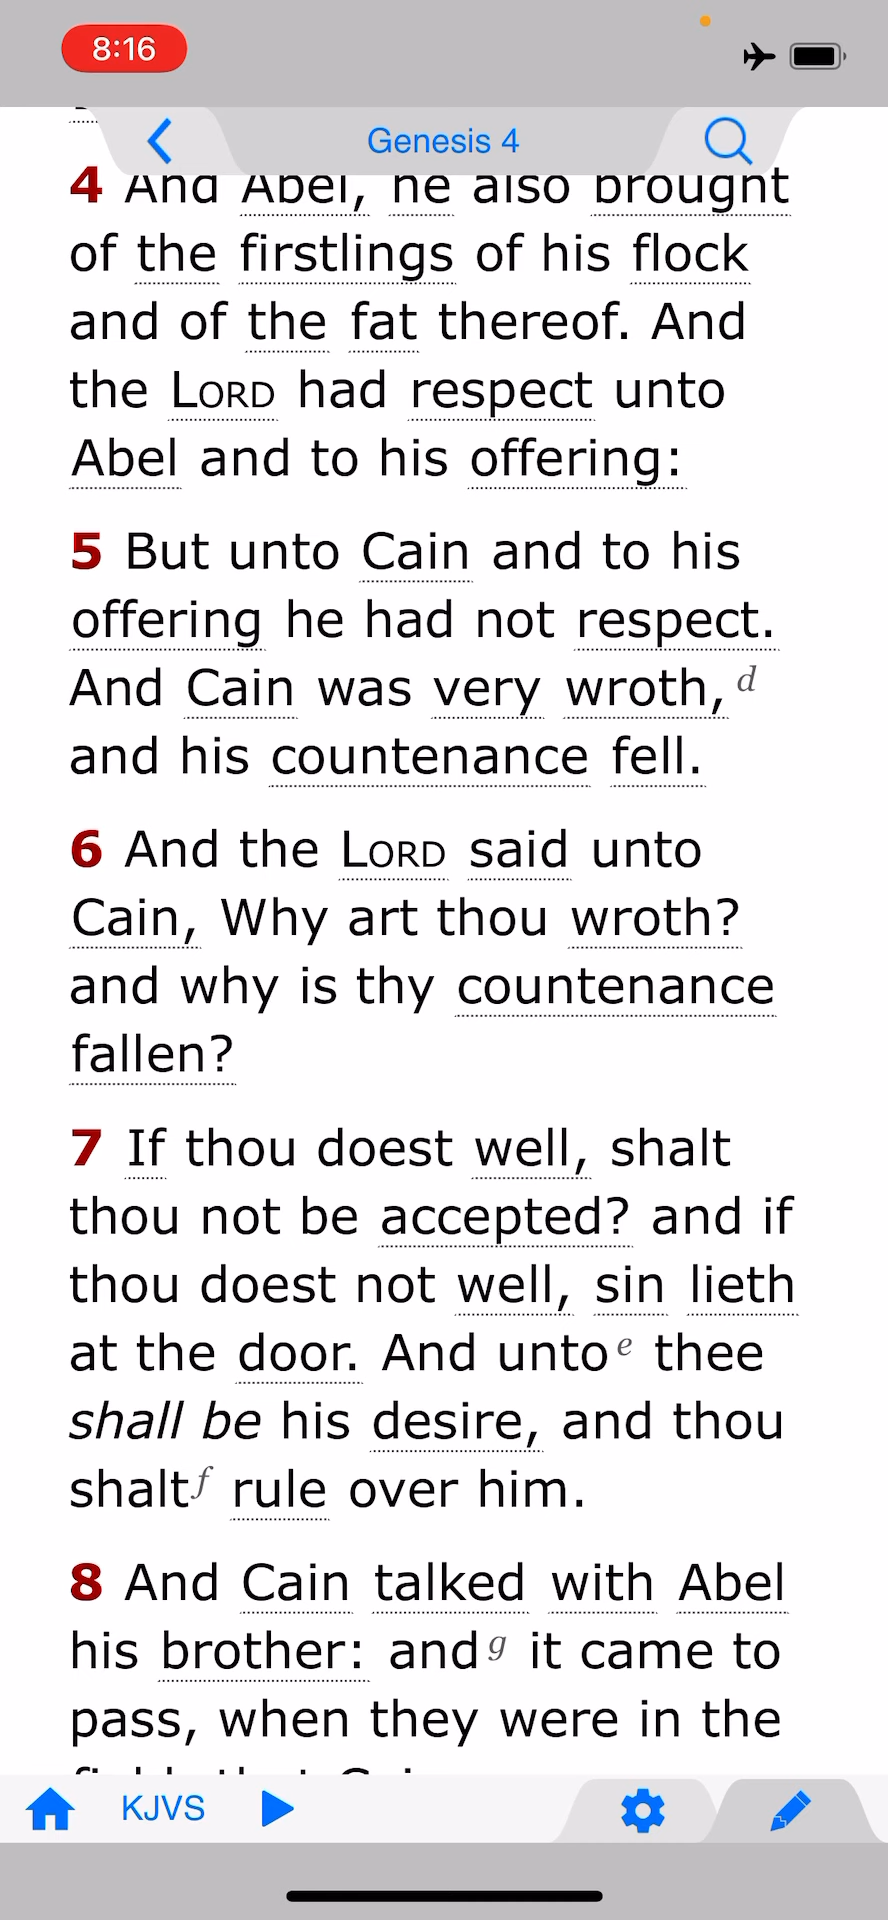 8:16
Genesis 4
4 And Abel, he also brought
of the firstlings of his flock
and of the fat thereof. And
the LORD had respect unto
Abel and to his offering:
5 But unto Cain and to his
offering he had not respect.
And Cain was very wroth, d
and his countenance fell.
6 And the LORD said unto
Cain, Why art thou wroth?
and why is thy countenance
fallen?
7 If thou doest well, shalt
thou not be accepted? and if
thou doest not well, sin lieth
at the door. And unto e thee
shall be his desire, and thou
shalt f rule over him.
8 And Cain talked with Abel
his brother: and g it came to
pass, when they were in the
KJVS